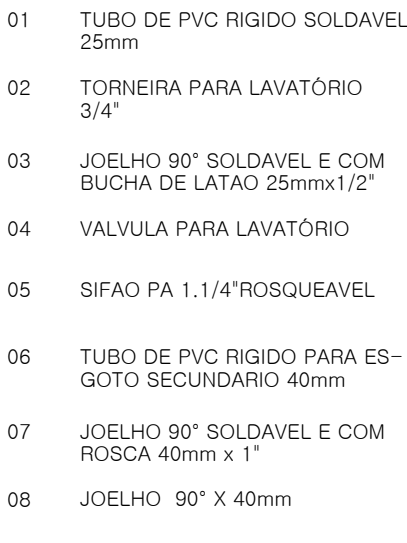 01 TUBO DE PVC RIGIDO SOLDAVEL
25mm
02 TORNEIRA PARA LAVATÓRIO
3/4"
03 JOELHO 90° SOLDAVEL E COM
BUCHA DE LATAO 25mmx1/2"
04 VALVULA PARA LAVATÓRIO
05 SIFAO PA 1.1/4"ROSQUEAVEL
06 TUBO DE PVC RIGIDO PARA ES-
GOTO SECUNDARIO 40mm
07 JOELHO 90° SOLDAVEL E COM
ROSCA 40mm x 1"
08 JOELHO 90° X 40mm